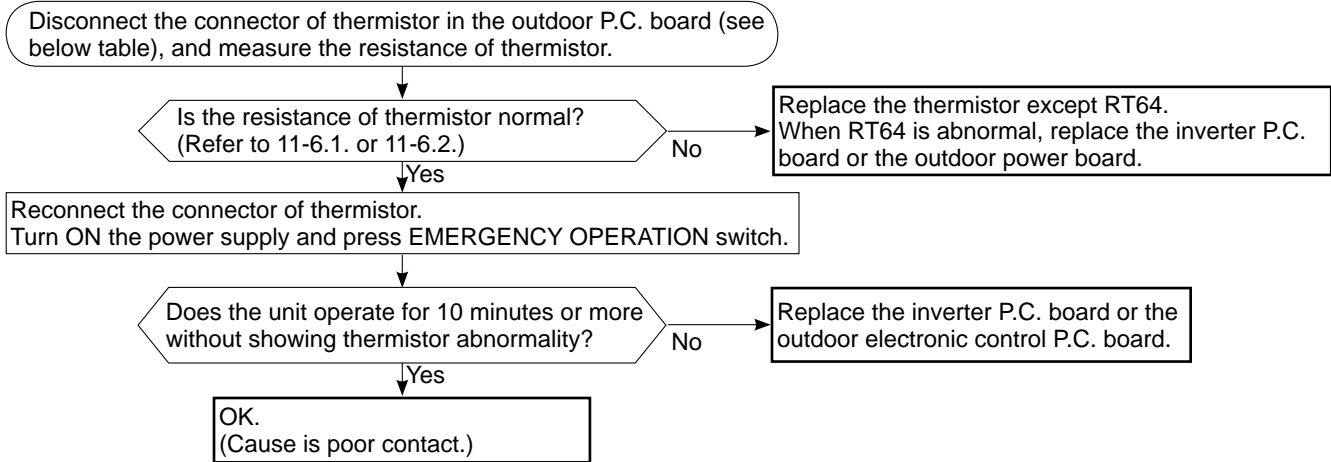 Disconnect the connector of thermistor in the outdoor P.C. board (see
below table), and measure the resistance of thermistor.
Is the resistance of thermistor normal?
(Refer to 11-6.1. or 11-6.2.)
No
Replace the thermistor except RT64.
When RT64 is abnormal, replace the inverter P.C.
board or the outdoor power board.
Yes
Reconnect the connector of thermistor.
Turn ON the power supply and press EMERGENCY OPERATION switch.
Does the unit operate for 10 minutes or more
without showing thermistor abnormality?
No
Replace the inverter P.C. board or the
outdoor electronic control P.C. board.
Yes
OK.
(Cause is poor contact.)